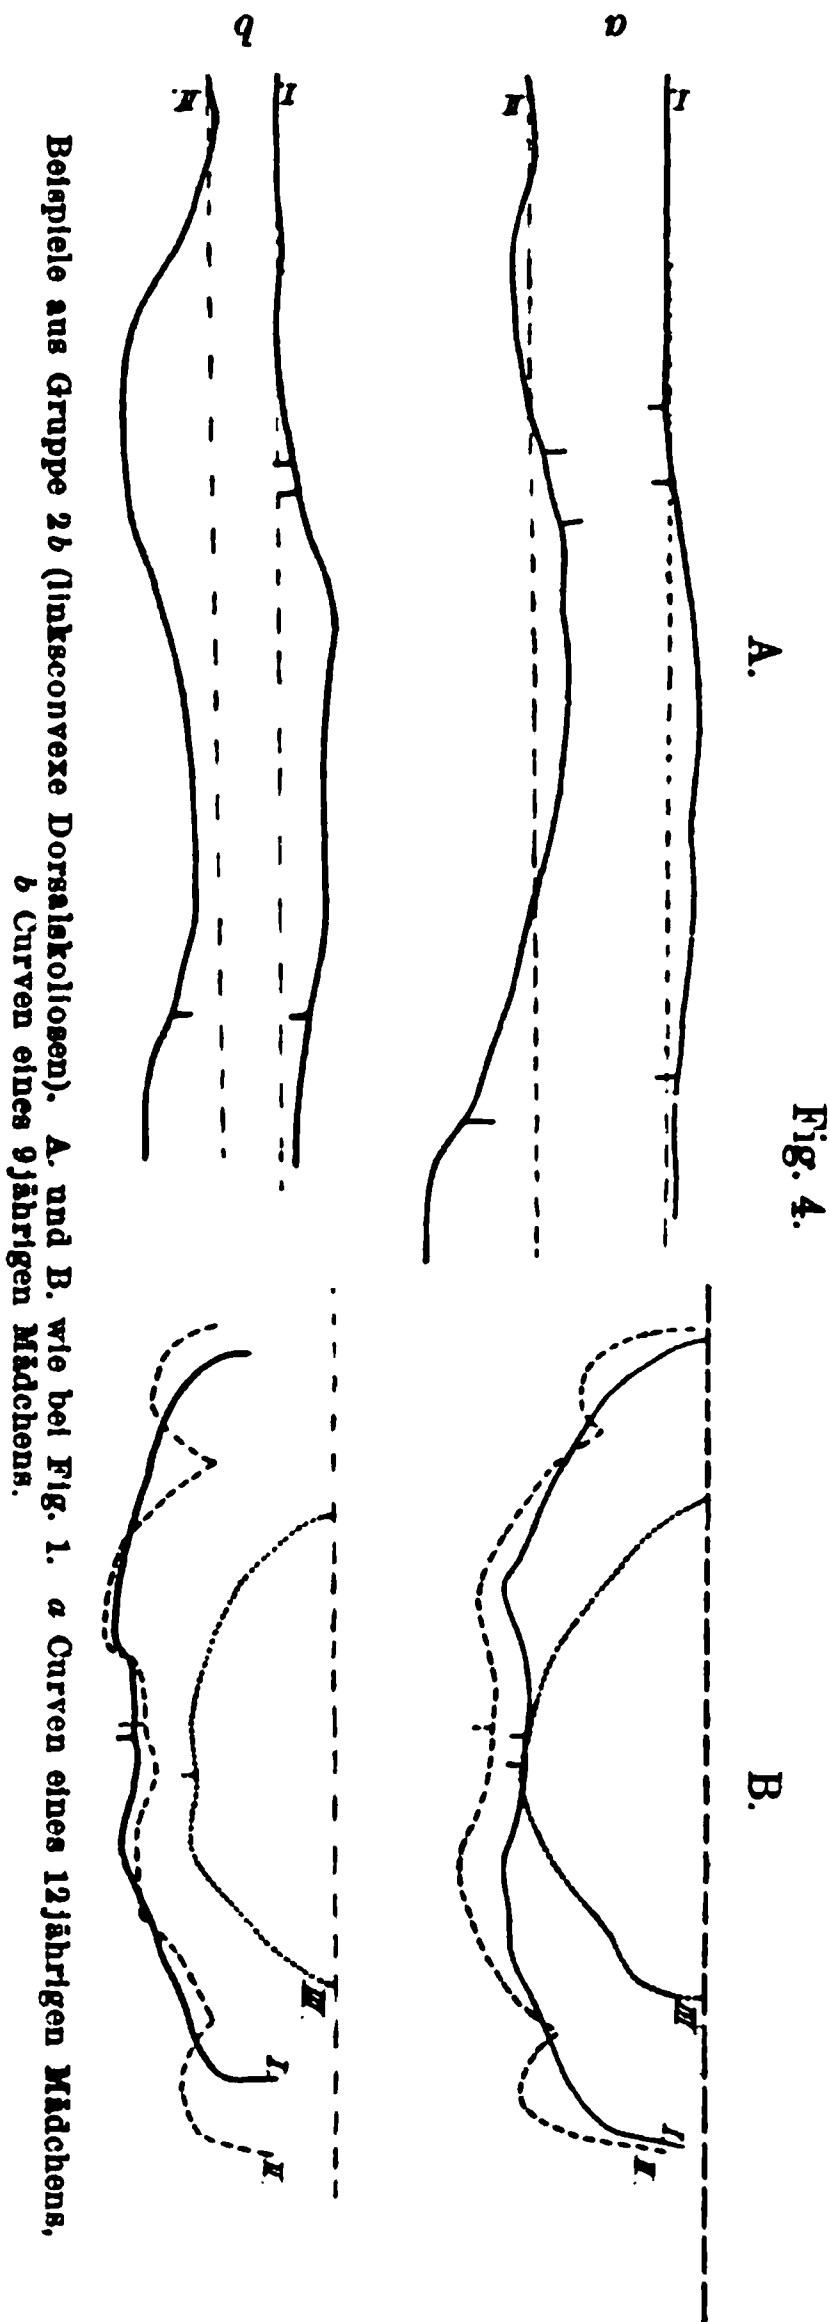 Fig. 4.
A.
B.
a
I
II
III.
I.
II.
b
I
II.
III.
I.
II.
Beispiele aus Gruppe 2b (linksconvexe Dorsalskoliosen). A. und B. wie bei Fig. 1. a Curven eines 12jährigen Mädchens,
b Curven eines 9jährigen Mädchens.